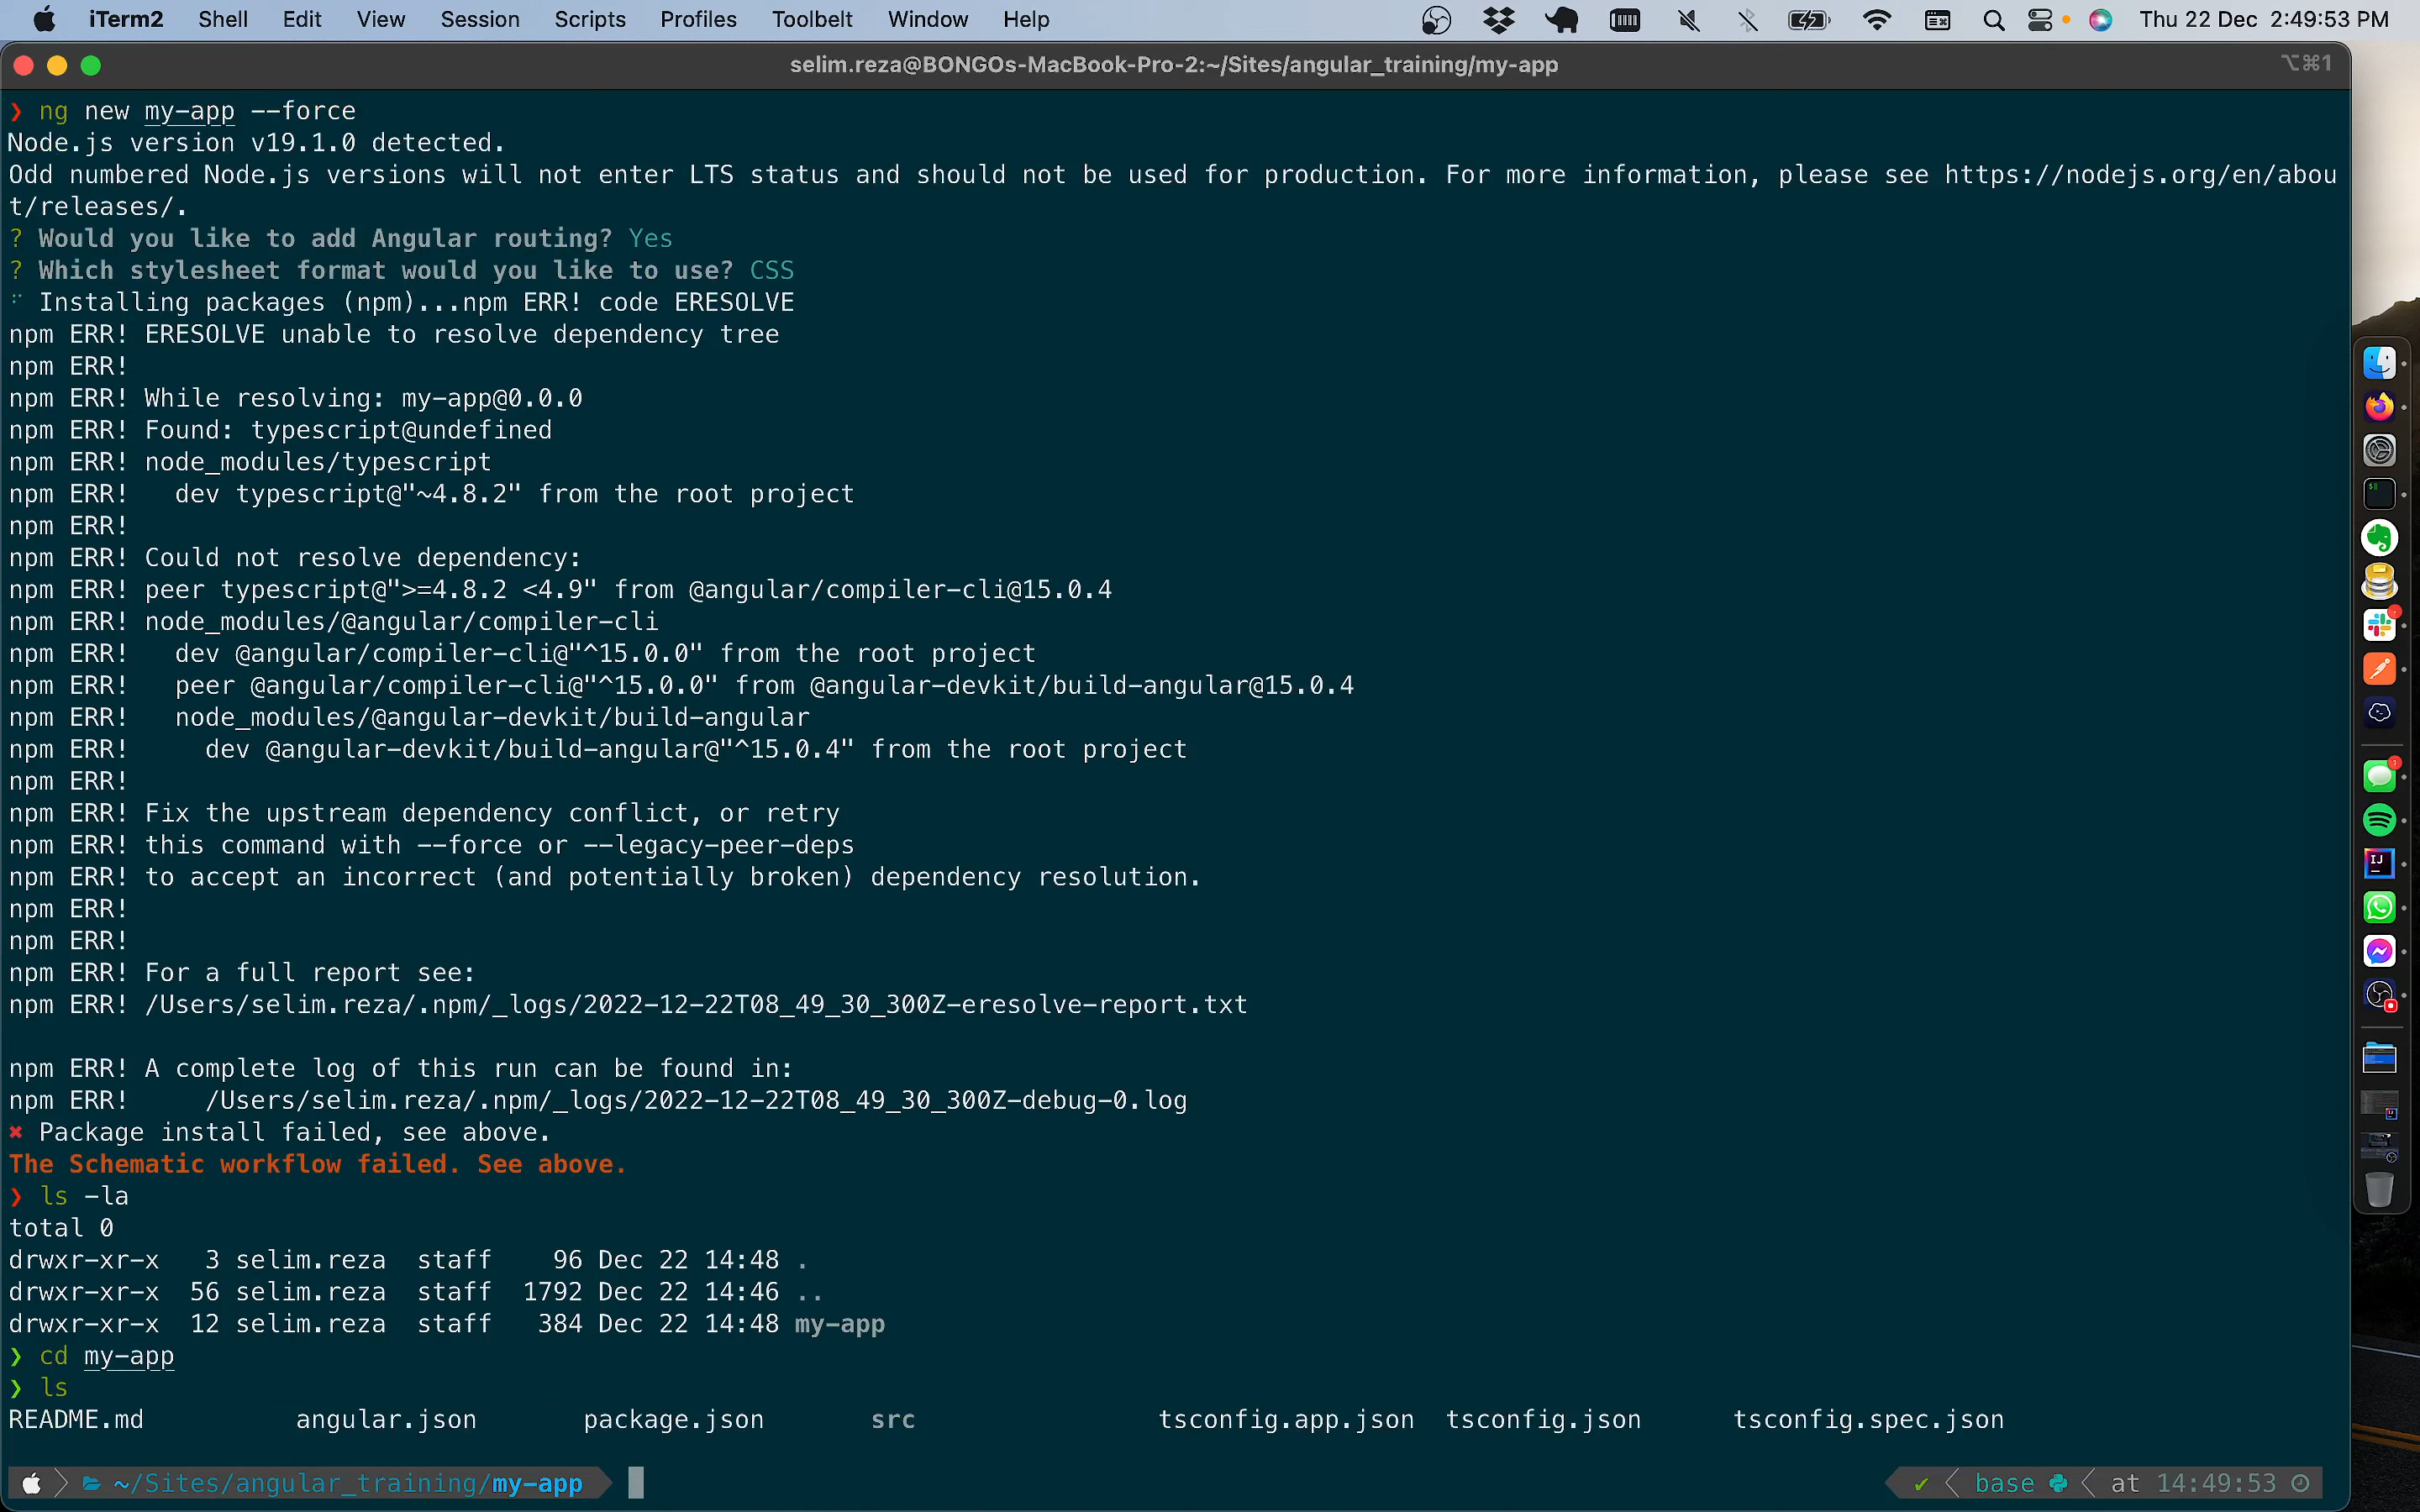 iTerm2 Shell Edit View Session Scripts Profiles Toolbelt Window Help Thu 22 Dec 2:49:53 PM
selim.reza@BONGOs-MacBook-Pro-2:~/Sites/angular_training/my-app ⌥⌘1
❯ ng new my-app --force
Node.js version v19.1.0 detected.
Odd numbered Node.js versions will not enter LTS status and should not be used for production. For more information, please see https://nodejs.org/en/abou
t/releases/.
? Would you like to add Angular routing? Yes
? Which stylesheet format would you like to use? CSS
Installing packages (npm)...npm ERR! code ERESOLVE
npm ERR! ERESOLVE unable to resolve dependency tree
npm ERR!
npm ERR! While resolving: my-app@0.0.0
npm ERR! Found: typescript@undefined
npm ERR! node_modules/typescript
npm ERR!   dev typescript@"~4.8.2" from the root project
npm ERR!
npm ERR! Could not resolve dependency:
npm ERR! peer typescript@">=4.8.2 <4.9" from @angular/compiler-cli@15.0.4
npm ERR! node_modules/@angular/compiler-cli
npm ERR!   dev @angular/compiler-cli@"^15.0.0" from the root project
npm ERR!   peer @angular/compiler-cli@"^15.0.0" from @angular-devkit/build-angular@15.0.4
npm ERR!   node_modules/@angular-devkit/build-angular
npm ERR!     dev @angular-devkit/build-angular@"^15.0.4" from the root project
npm ERR!
npm ERR! Fix the upstream dependency conflict, or retry
npm ERR! this command with --force or --legacy-peer-deps
npm ERR! to accept an incorrect (and potentially broken) dependency resolution.
npm ERR!
npm ERR!
npm ERR! For a full report see:
npm ERR! /Users/selim.reza/.npm/_logs/2022-12-22T08_49_30_300Z-eresolve-report.txt

npm ERR! A complete log of this run can be found in:
npm ERR!     /Users/selim.reza/.npm/_logs/2022-12-22T08_49_30_300Z-debug-0.log
✖ Package install failed, see above.
The Schematic workflow failed. See above.
❯ ls -la
total 0
drwxr-xr-x   3 selim.reza  staff    96 Dec 22 14:48 .
drwxr-xr-x  56 selim.reza  staff  1792 Dec 22 14:46 ..
drwxr-xr-x  12 selim.reza  staff   384 Dec 22 14:48 my-app
❯ cd my-app
❯ ls
README.md angular.json package.json src tsconfig.app.json tsconfig.json tsconfig.spec.json
~/Sites/angular_training/my-app ✔ base at 14:49:53